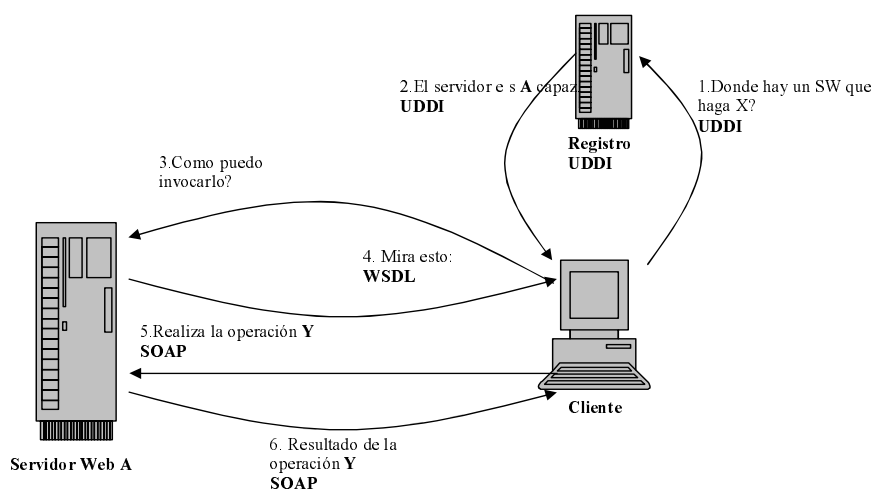 2.El servidor e s A capaz
UDDI
1.Donde hay un SW que
haga X?
UDDI
Registro
UDDI
3.Como puedo
invocarlo?
4. Mira esto:
WSDL
5.Realiza la operación Y
SOAP
Cliente
6. Resultado de la
operación Y
SOAP
Servidor Web A